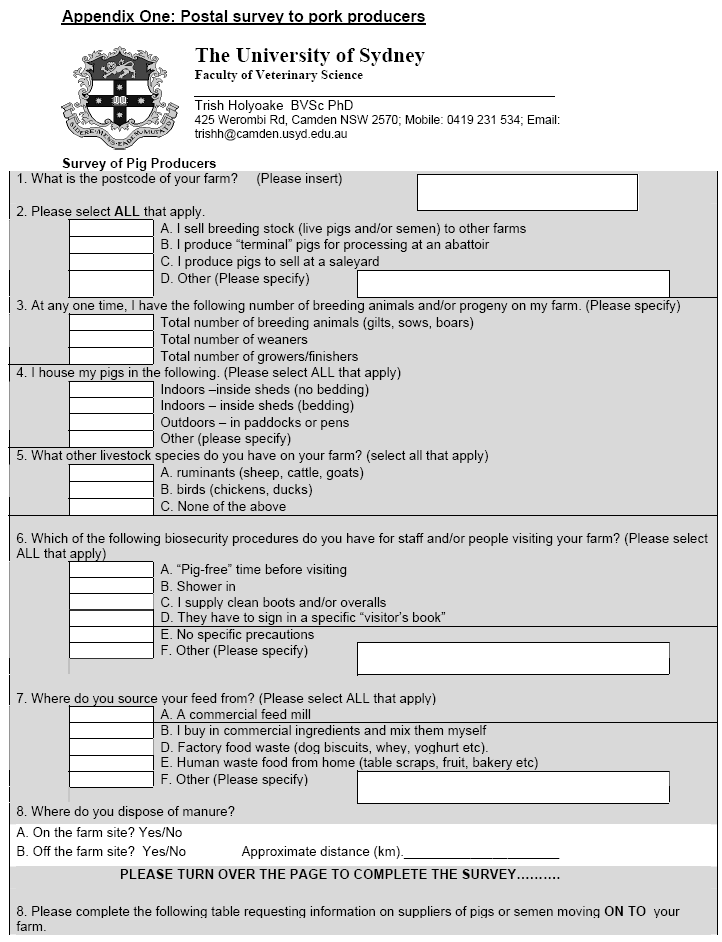 Appendix One: Postal survey to pork producers
The University of Sydney
Faculty of Veterinary Science
Trish Holyoake BVSc PhD
425 Werombi Rd, Camden NSW 2570; Mobile: 0419 231 534; Email:
trishh@camden.usyd.edu.au
Survey of Pig Producers
1. What is the postcode of your farm? (Please insert)
2. Please select ALL that apply.
A. I sell breeding stock (live pigs and/or semen) to other farms
B. I produce “terminal” pigs for processing at an abattoir
C. I produce pigs to sell at a saleyard
D. Other (Please specify)
3. At any one time, I have the following number of breeding animals and/or progeny on my farm. (Please specify)
Total number of breeding animals (gilts, sows, boars)
Total number of weaners
Total number of growers/finishers
4. I house my pigs in the following. (Please select ALL that apply)
Indoors –inside sheds (no bedding)
Indoors – inside sheds (bedding)
Outdoors – in paddocks or pens
Other (please specify)
5. What other livestock species do you have on your farm? (select all that apply)
A. ruminants (sheep, cattle, goats)
B. birds (chickens, ducks)
C. None of the above
6. Which of the following biosecurity procedures do you have for staff and/or people visiting your farm? (Please select
ALL that apply)
A. “Pig-free” time before visiting
B. Shower in
C. I supply clean boots and/or overalls
D. They have to sign in a specific “visitor’s book”
E. No specific precautions
F. Other (Please specify)
7. Where do you source your feed from? (Please select ALL that apply)
A. A commercial feed mill
B. I buy in commercial ingredients and mix them myself
D. Factory food waste (dog biscuits, whey, yoghurt etc).
E. Human waste food from home (table scraps, fruit, bakery etc)
F. Other (Please specify)
8. Where do you dispose of manure?
A. On the farm site? Yes/No
B. Off the farm site? Yes/No Approximate distance (km).____________________
PLEASE TURN OVER THE PAGE TO COMPLETE THE SURVEY……….
8. Please complete the following table requesting information on suppliers of pigs or semen moving ON TO your
farm.